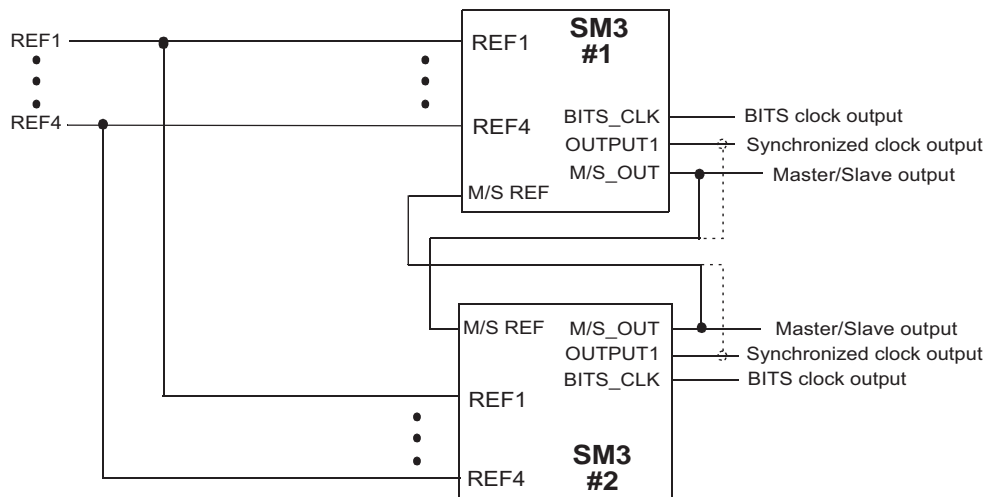 REF1
REF4
SM3
#1
REF1
REF4
BITS_CLK
OUTPUT1
M/S_OUT
M/S REF
BITS clock output
Synchronized clock output
Master/Slave output
M/S REF
M/S_OUT
OUTPUT1
BITS_CLK
REF1
REF4
SM3
#2
Master/Slave output
Synchronized clock output
BITS clock output